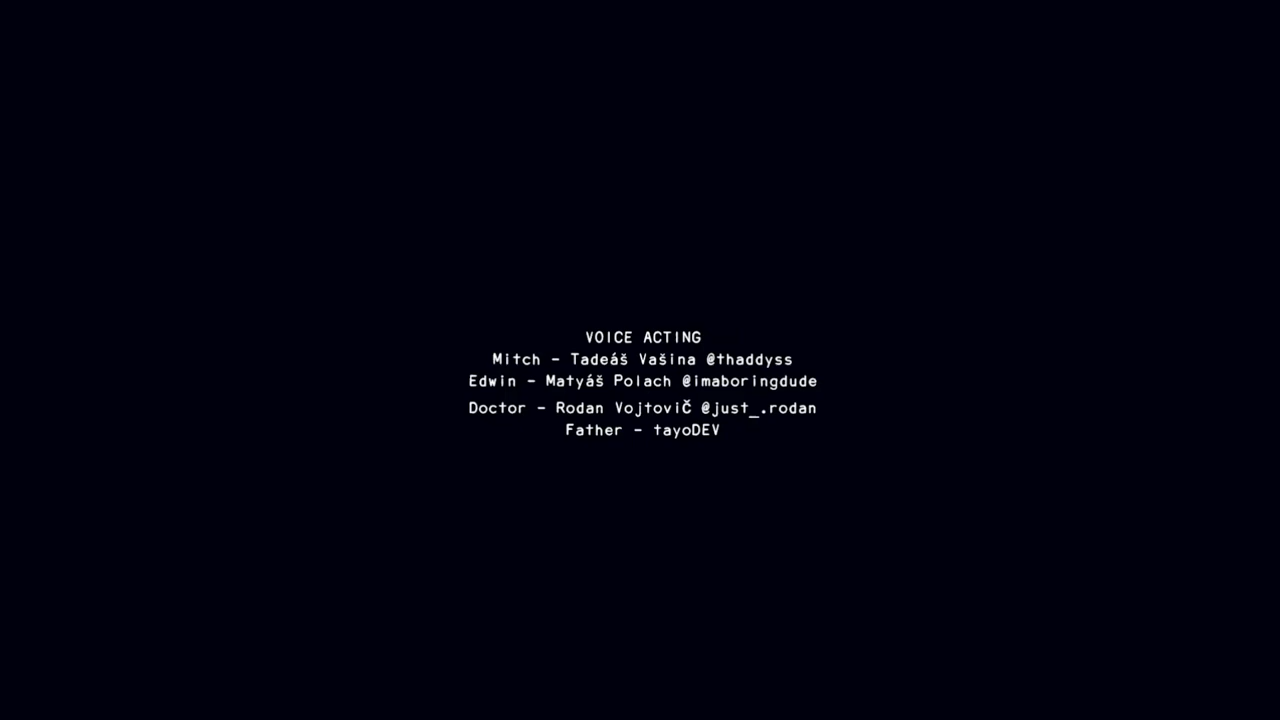 VOICE ACTING
Mitch - Tadeáš Vašina @thaddyss
Edwin - Matyáš Polach @imaboringdude
Doctor - Rodan VojtoviČ @just_.rodan
Father - tayoDEV